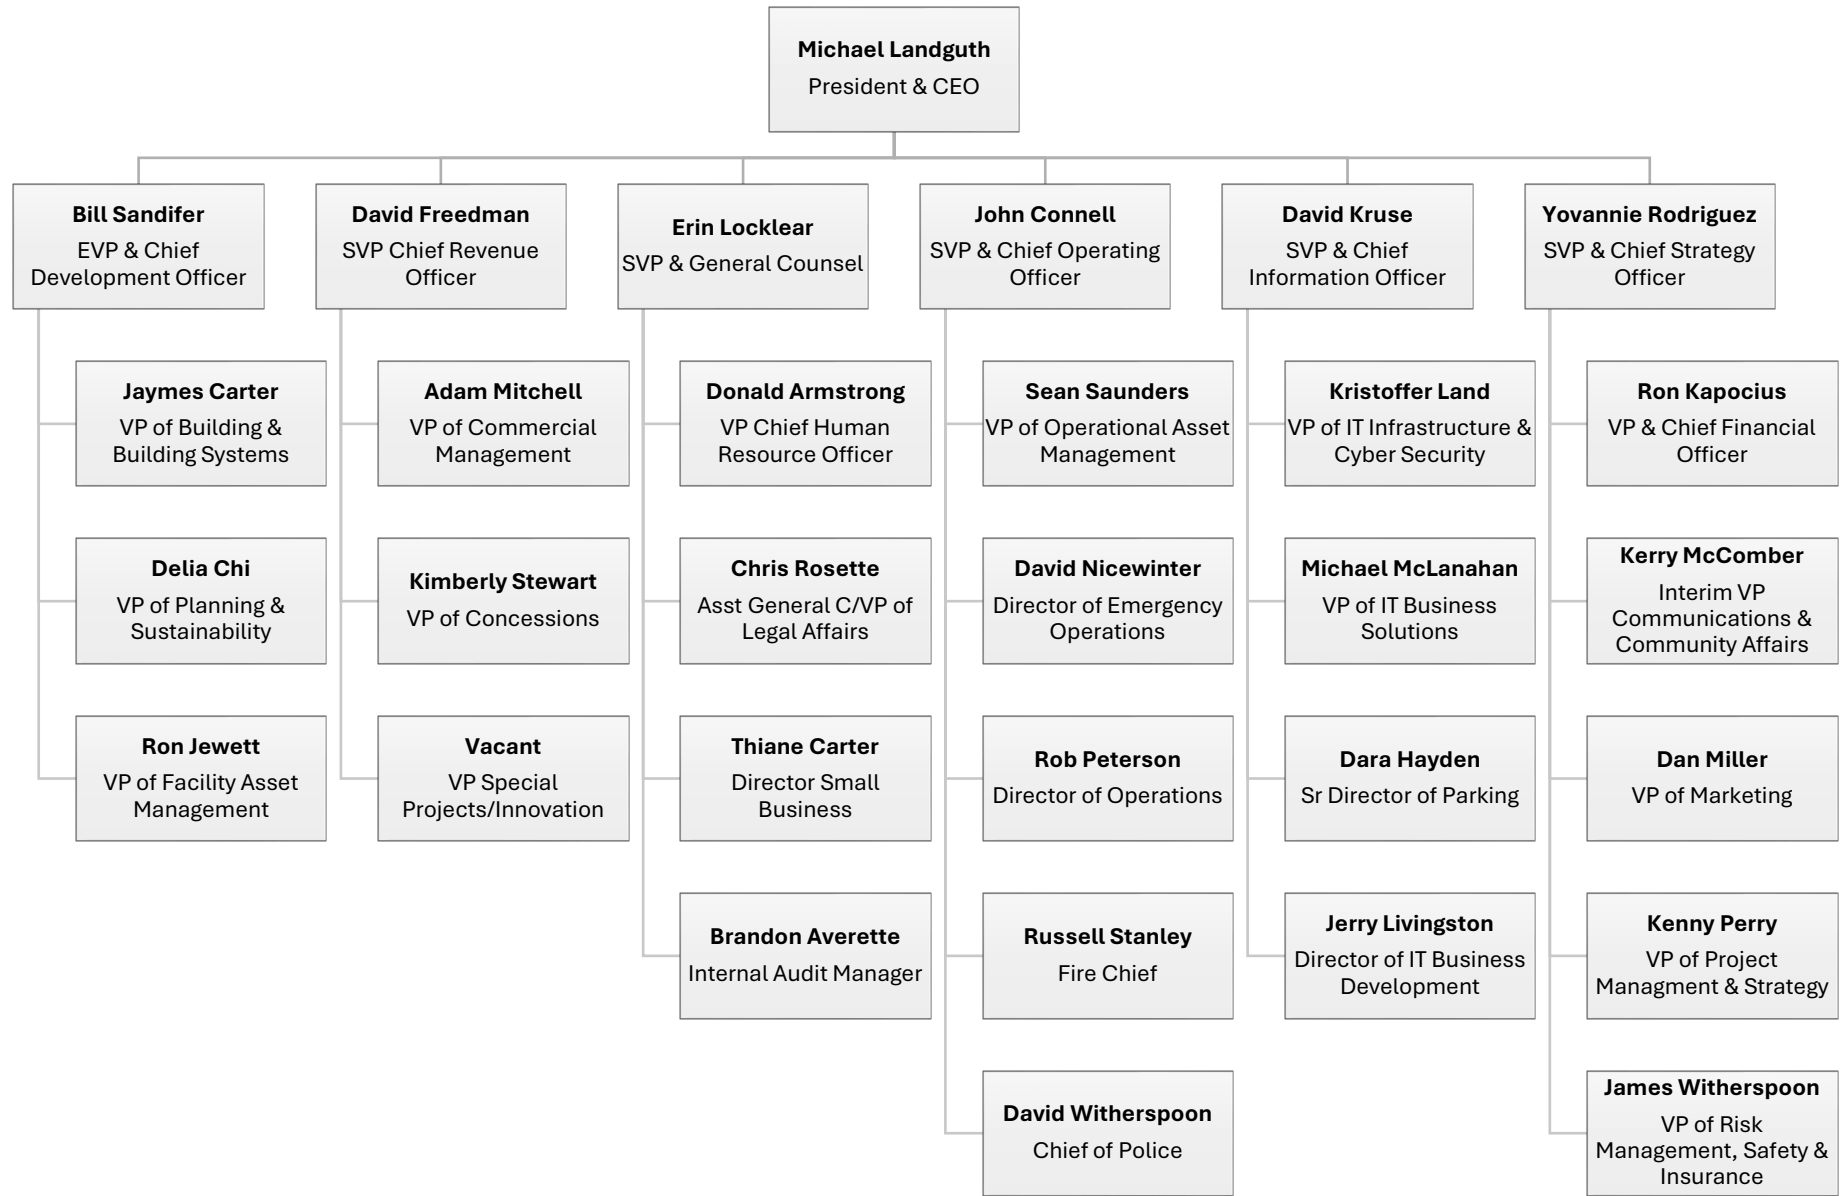 Michael Landguth
President & CEO
Bill Sandifer
EVP & Chief
Development Officer
David Freedman
SVP Chief Revenue
Officer
Erin Locklear
SVP & General Counsel
John Connell
SVP & Chief Operating
Officer
David Kruse
SVP & Chief
Information Officer
Yovannie Rodriguez
SVP & Chief Strategy
Officer
Jaymes Carter
VP of Building &
Building Systems
Adam Mitchell
VP of Commercial
Management
Donald Armstrong
VP Chief Human
Resource Officer
Sean Saunders
VP of Operational Asset
Management
Kristoffer Land
VP of IT Infrastructure &
Cyber Security
Ron Kapocius
VP & Chief Financial
Officer
Delia Chi
VP of Planning &
Sustainability
Kimberly Stewart
VP of Concessions
Chris Rosette
Asst General C/VP of
Legal Affairs
David Nicewinter
Director of Emergency
Operations
Michael McLanahan
VP of IT Business
Solutions
Kerry McComber
Interim VP
Communications &
Community Affairs
Ron Jewett
VP of Facility Asset
Management
Vacant
VP Special
Projects/Innovation
Thiane Carter
Director Small
Business
Rob Peterson
Director of Operations
Dara Hayden
Sr Director of Parking
Dan Miller
VP of Marketing
Brandon Averette
Internal Audit Manager
Russell Stanley
Fire Chief
Jerry Livingston
Director of IT Business
Development
Kenny Perry
VP of Project
Managment & Strategy
David Witherspoon
Chief of Police
James Witherspoon
VP of Risk
Management, Safety &
Insurance